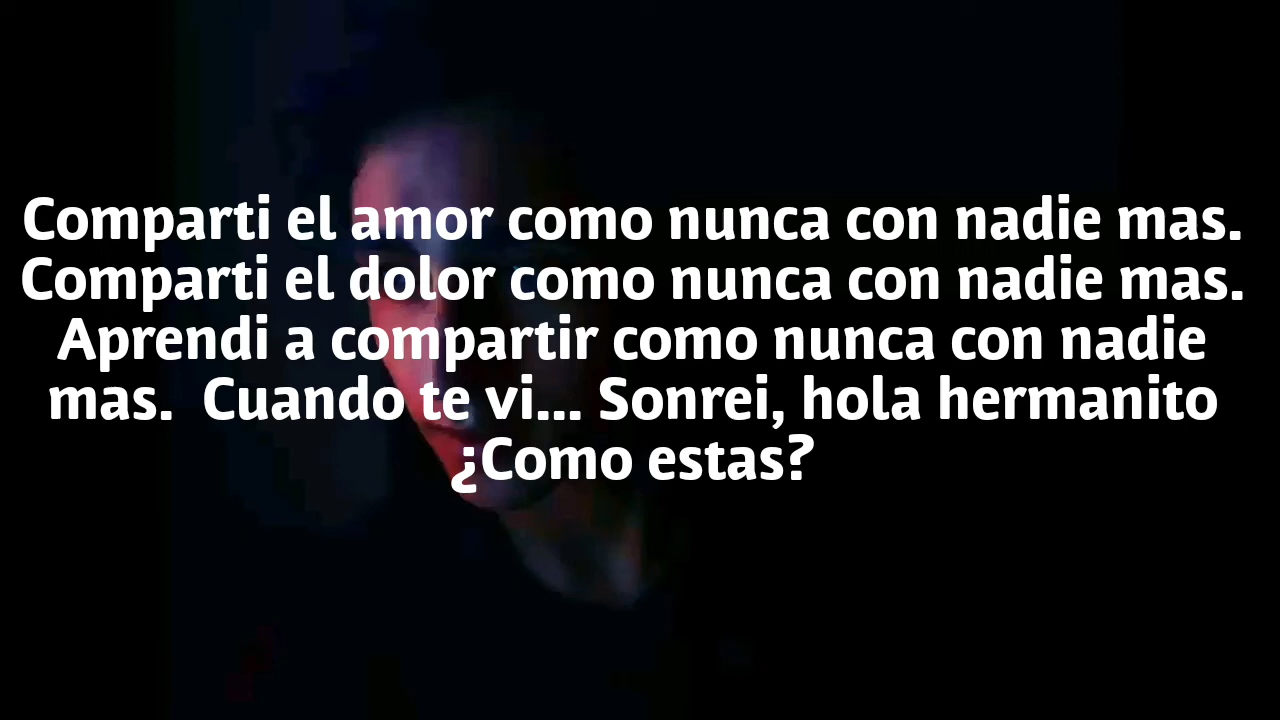 Comparti el amor como nunca con nadie mas.
Comparti el dolor como nunca con nadie mas.
Aprendi a compartir como nunca con nadie
mas.  Cuando te vi... Sonrei, hola hermanito
¿Como estas?